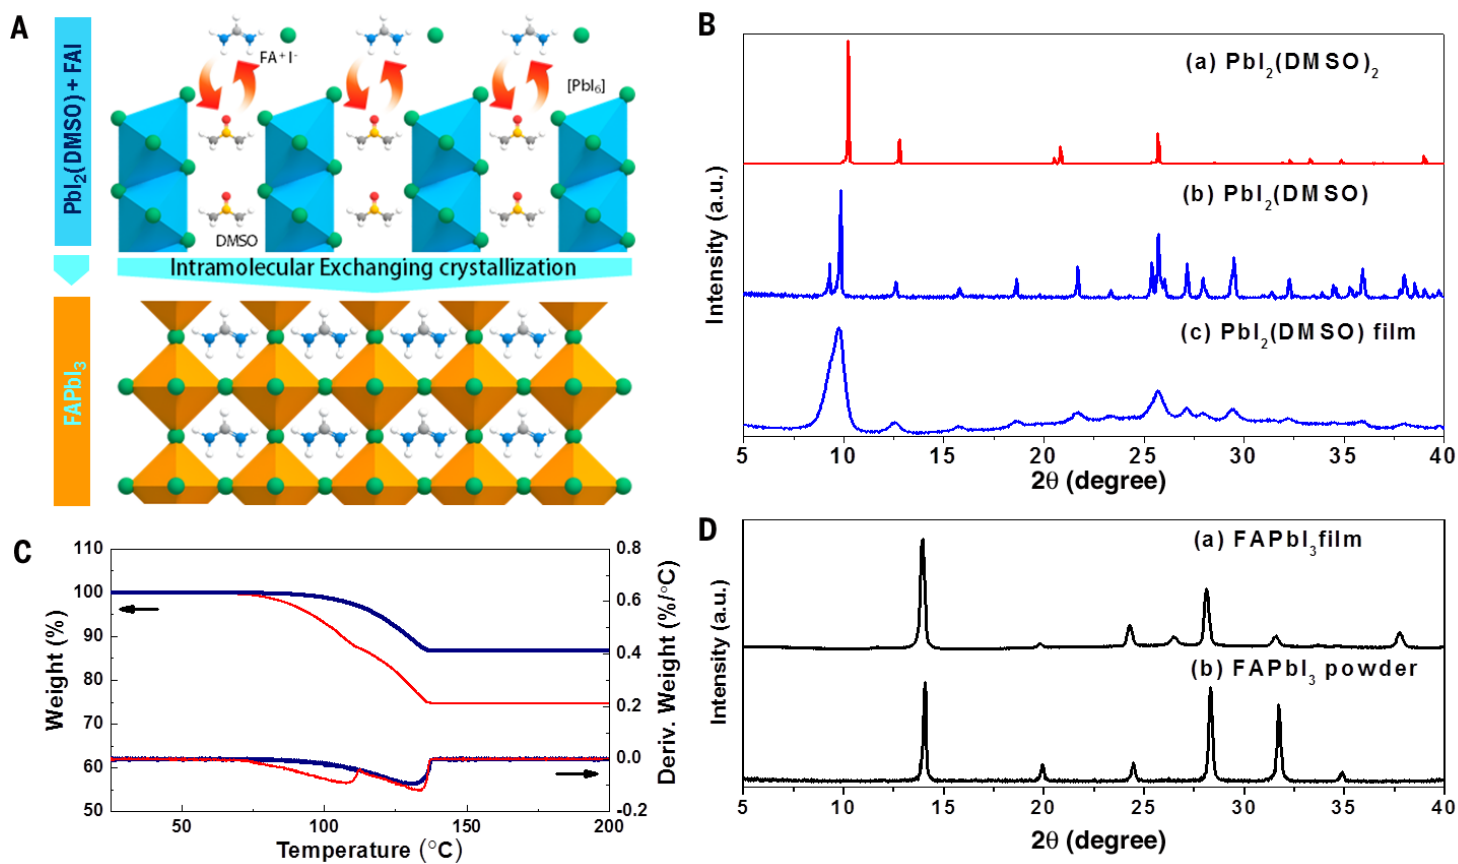 A
PbI₂(DMSO) + FAI
FA⁺ I⁻
[PbI₆]
DMSO
Intramolecular Exchanging crystallization
FAPbI₃
B
(a) PbI₂(DMSO)₂
(b) PbI₂(DMSO)
(c) PbI₂(DMSO) film
Intensity (a.u.)
5 10 15 20 25 30 35 40
2θ (degree)
C
110
100
90
80
70
60
50
Weight (%)
0.8
0.6
0.4
0.2
0.0
-0.2
Deriv. Weight (%/°C)
50 100 150 200
Temperature (°C)
D
(a) FAPbI₃film
(b) FAPbI₃ powder
Intensity (a.u.)
5 10 15 20 25 30 35 40
2θ (degree)